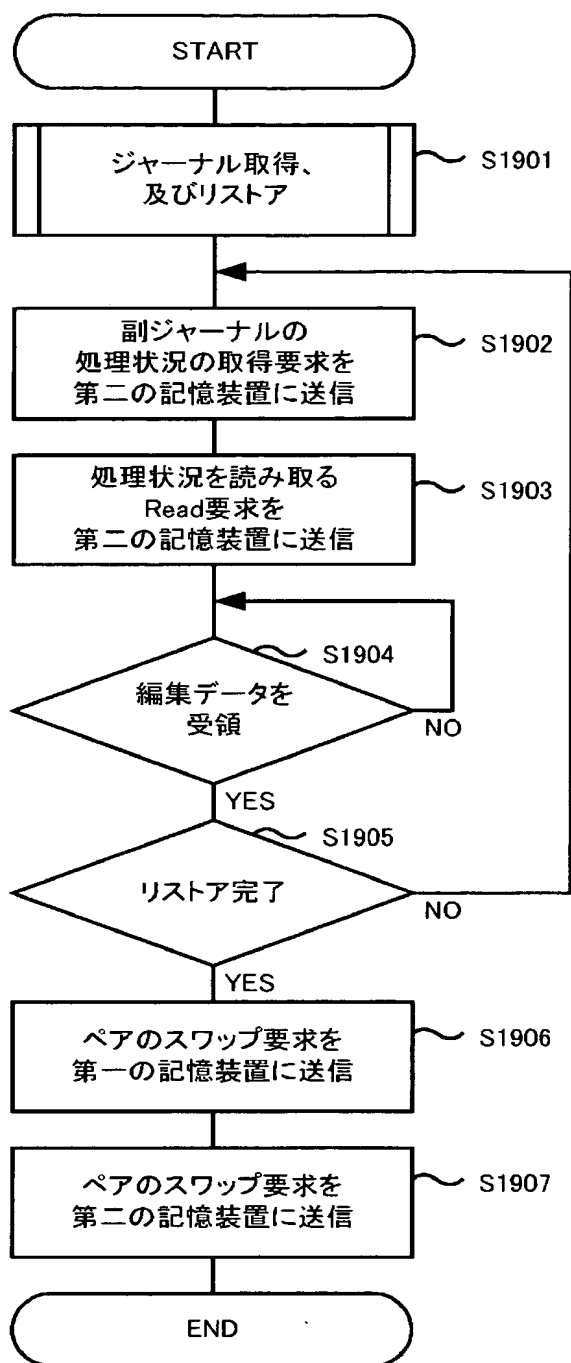 START
ジャーナル取得、
及びリストア
S1901
副ジャーナルの
処理状況の取得要求を
第二の記憶装置に送信
S1902
処理状況を読み取る
Read要求を
第二の記憶装置に送信
S1903
S1904
編集データを
受領
NO
YES
S1905
リストア完了
NO
YES
ペアのスワップ要求を
第一の記憶装置に送信
S1906
ペアのスワップ要求を
第二の記憶装置に送信
S1907
END